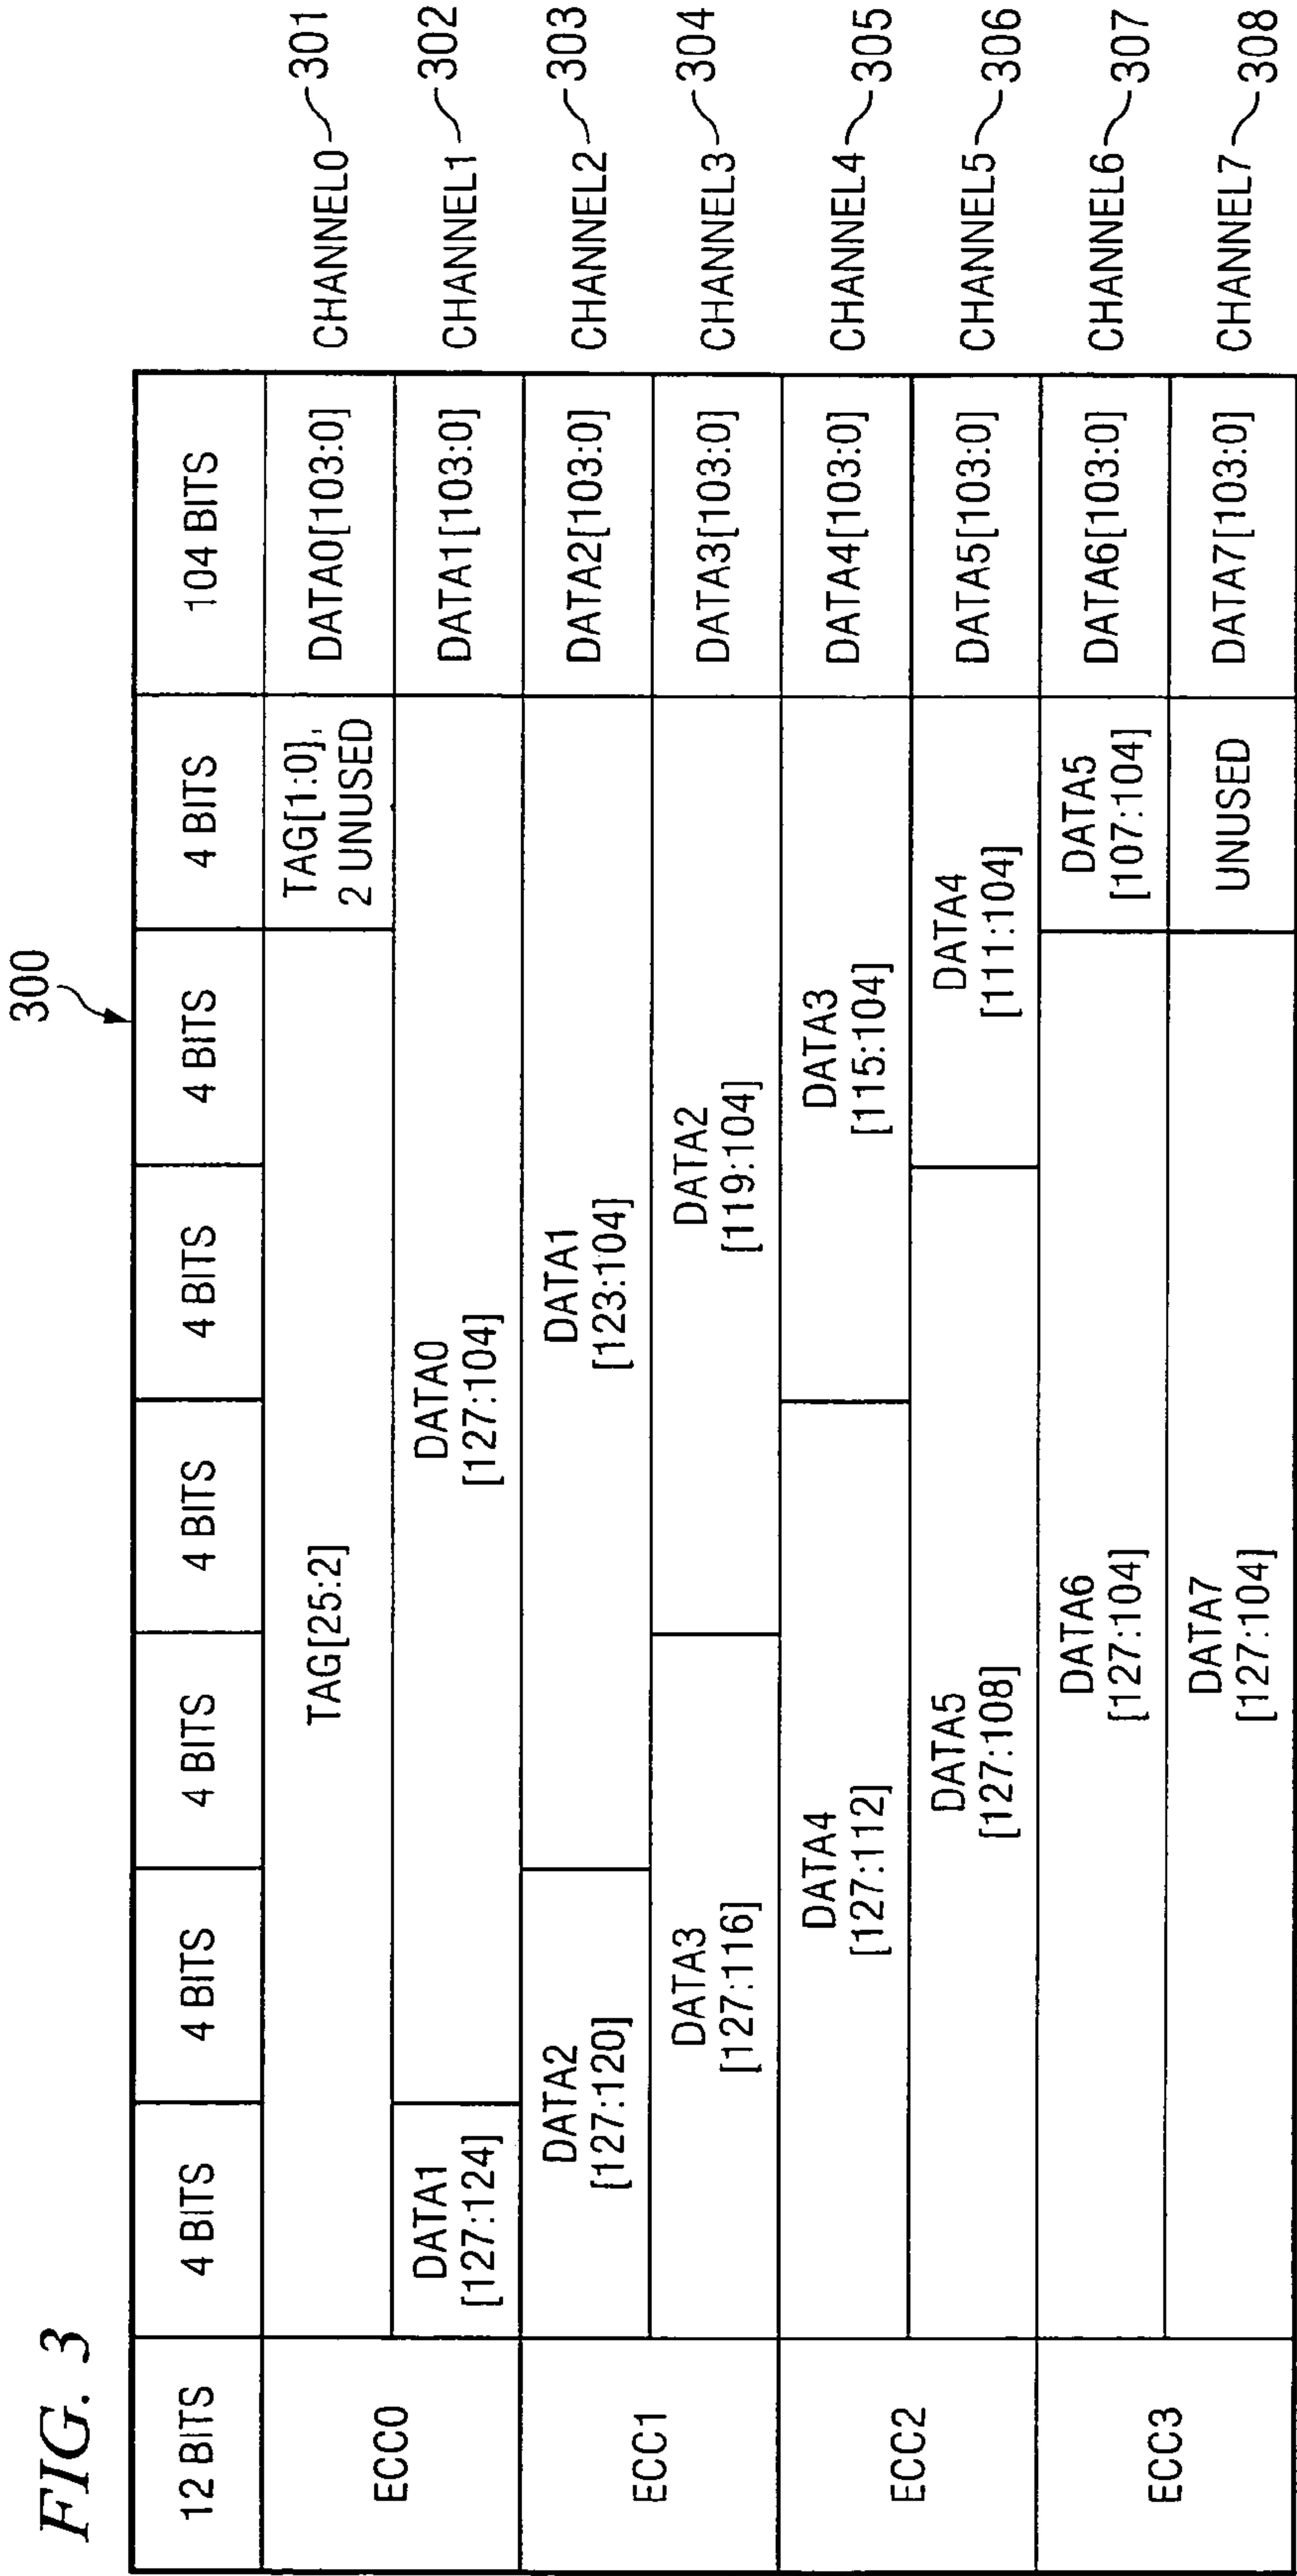 FIG. 3
300
12 BITS
4 BITS
4 BITS
4 BITS
4 BITS
4 BITS
4 BITS
4 BITS
104 BITS
ECC0
TAG[25:2]
TAG[1:0],
2 UNUSED
DATA0[103:0]
CHANNEL0
301
DATA1
[127:124]
DATA0
[127:104]
DATA1[103:0]
CHANNEL1
302
ECC1
DATA2
[127:120]
DATA1
[123:104]
DATA2[103:0]
CHANNEL2
303
DATA3
[127:116]
DATA2
[119:104]
DATA3[103:0]
CHANNEL3
304
ECC2
DATA4
[127:112]
DATA3
[115:104]
DATA4[103:0]
CHANNEL4
305
DATA5
[127:108]
DATA4
[111:104]
DATA5[103:0]
CHANNEL5
306
ECC3
DATA6
[127:104]
DATA5
[107:104]
DATA6[103:0]
CHANNEL6
307
DATA7
[127:104]
UNUSED
DATA7[103:0]
CHANNEL7
308